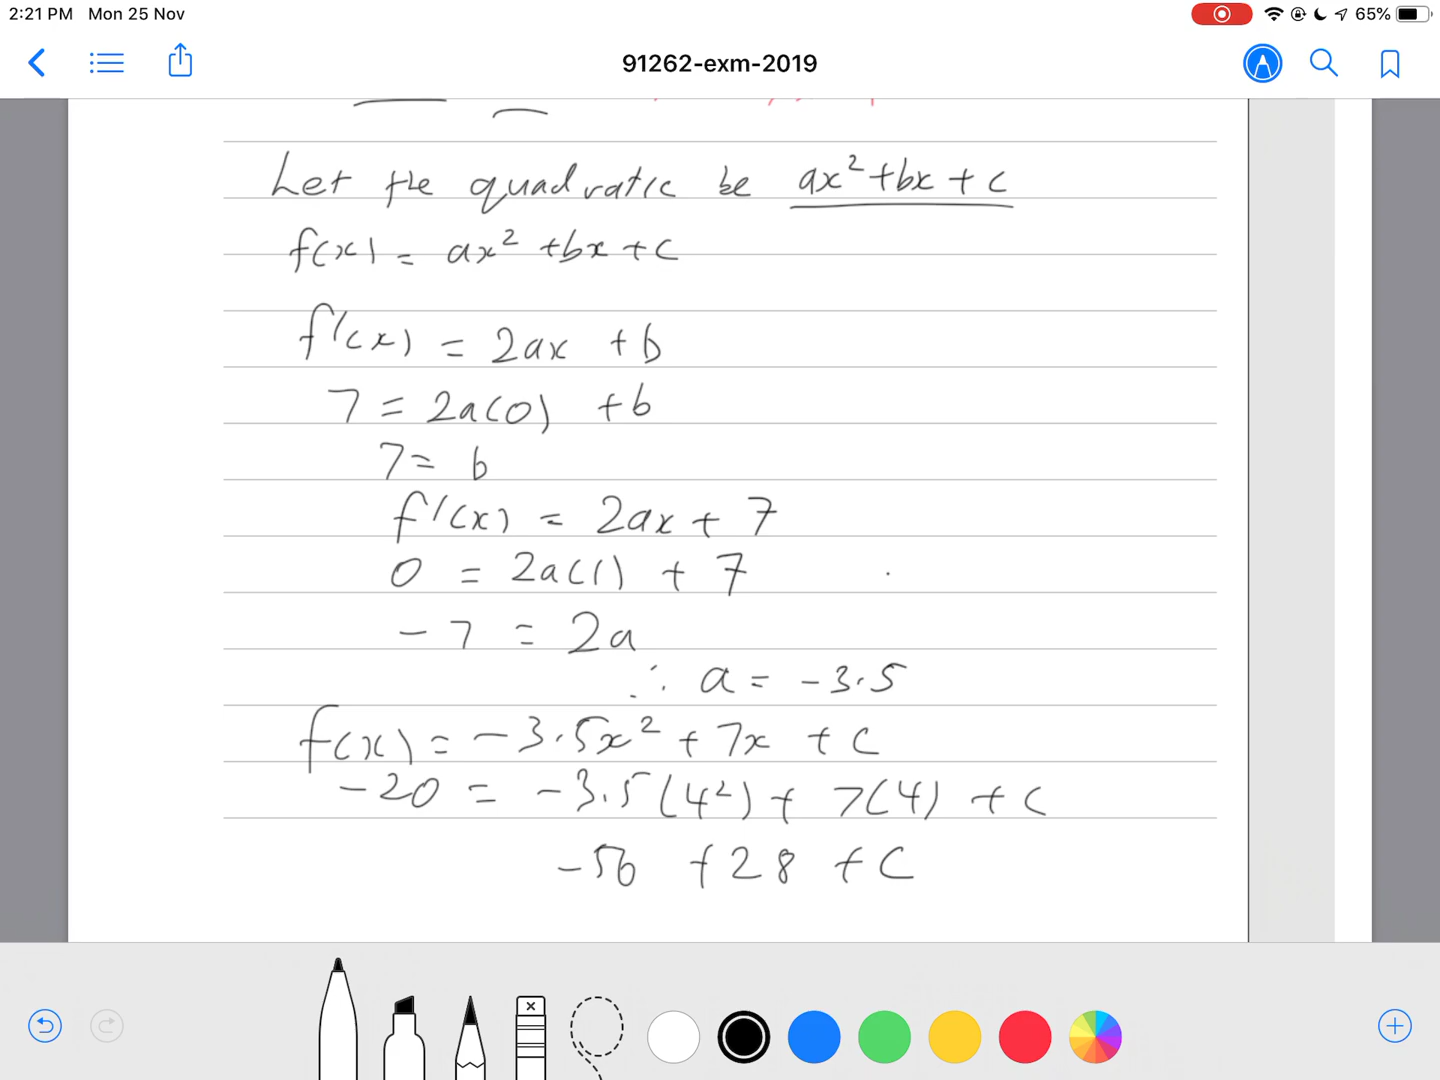 2:21 PM Mon 25 Nov 65%
91262-exm-2019
Let the quadratic be ax²+bx+c
f(x) = ax² +bx +c
f'(x) = 2ax +b
7 = 2a(0) +b
7 = b
f'(x) = 2ax + 7
0 = 2a(1) + 7
-7 = 2a
∴ a = -3.5
f(x) = -3.5x² + 7x + c
-20 = -3.5(4²) + 7(4) + c
-56 +28 + c